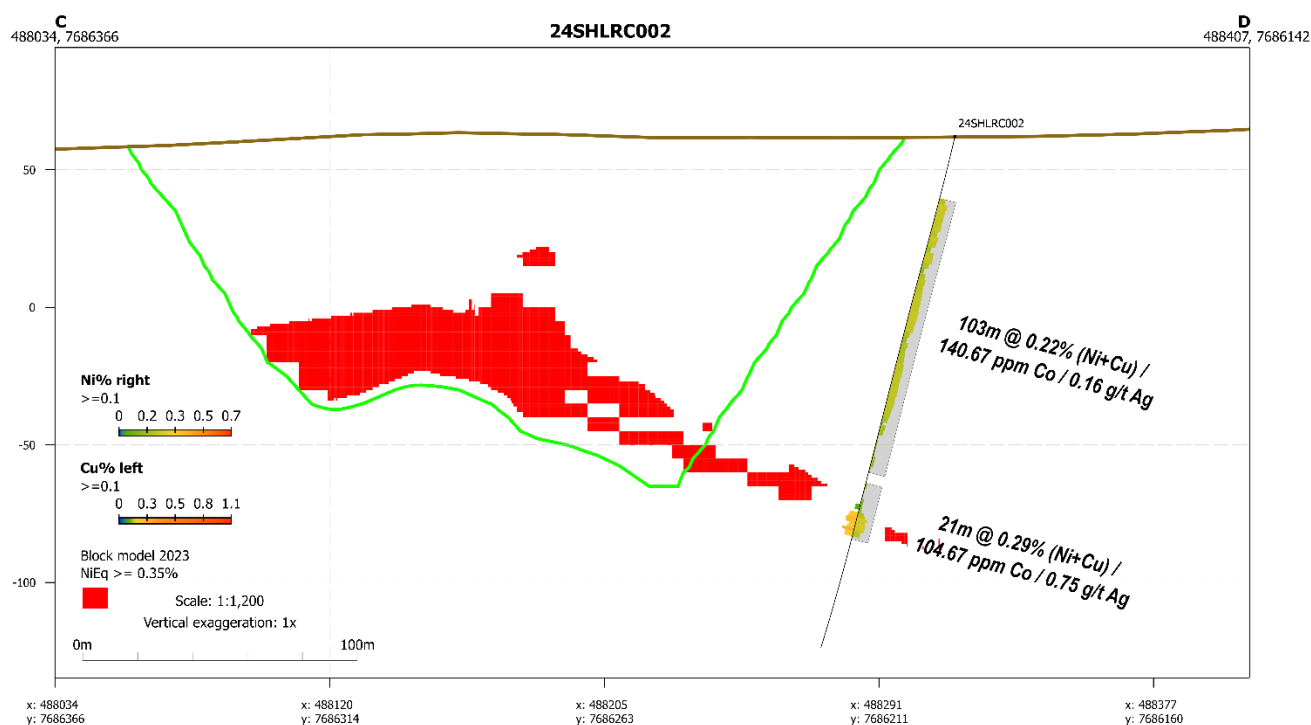 C
488034, 7686366
24SHLRC002
D
488407, 7686142
24SHLRC002
50
0
-50
-100
103m @ 0.22% (Ni+Cu) /
140.67 ppm Co / 0.16 g/t Ag
21m @ 0.29% (Ni+Cu) /
104.67 ppm Co / 0.75 g/t Ag
Ni% right
>=0.1
0 0.2 0.3 0.5 0.7
Cu% left
>=0.1
0 0.3 0.5 0.8 1.1
Block model 2023
NiEq >= 0.35%
Scale: 1:1,200
Vertical exaggeration: 1x
0m 100m
x: 488034 x: 488120 x: 488205 x: 488291 x: 488377
y: 7686366 y: 7686314 y: 7686263 y: 7686211 y: 7686160